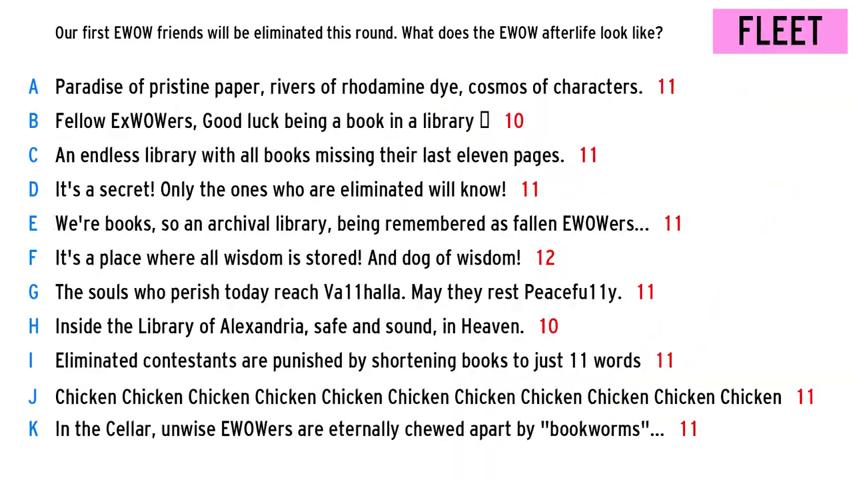 Our first EWOW friends will be eliminated this round. What does the EWOW afterlife look like?
FLEET
A Paradise of pristine paper, rivers of rhodamine dye, cosmos of characters. 11
B Fellow ExWOWers, Good luck being a book in a library 10
C An endless library with all books missing their last eleven pages. 11
D It's a secret! Only the ones who are eliminated will know! 11
E We're books, so an archival library, being remembered as fallen EWOWers... 11
F It's a place where all wisdom is stored! And dog of wisdom! 12
G The souls who perish today reach Va11halla. May they rest Peacefu11y. 11
H Inside the Library of Alexandria, safe and sound, in Heaven. 10
I Eliminated contestants are punished by shortening books to just 11 words 11
J Chicken Chicken Chicken Chicken Chicken Chicken Chicken Chicken Chicken Chicken Chicken 11
K In the Cellar, unwise EWOWers are eternally chewed apart by "bookworms"... 11